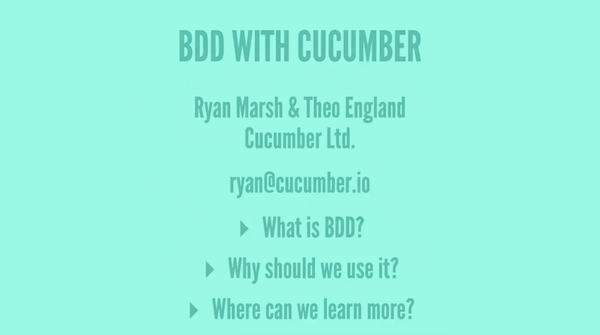 BDD WITH CUCUMBER
Ryan Marsh & Theo England
Cucumber Ltd.
ryan@cucumber.io
What is BDD?
Why should we use it?
Where can we learn more?